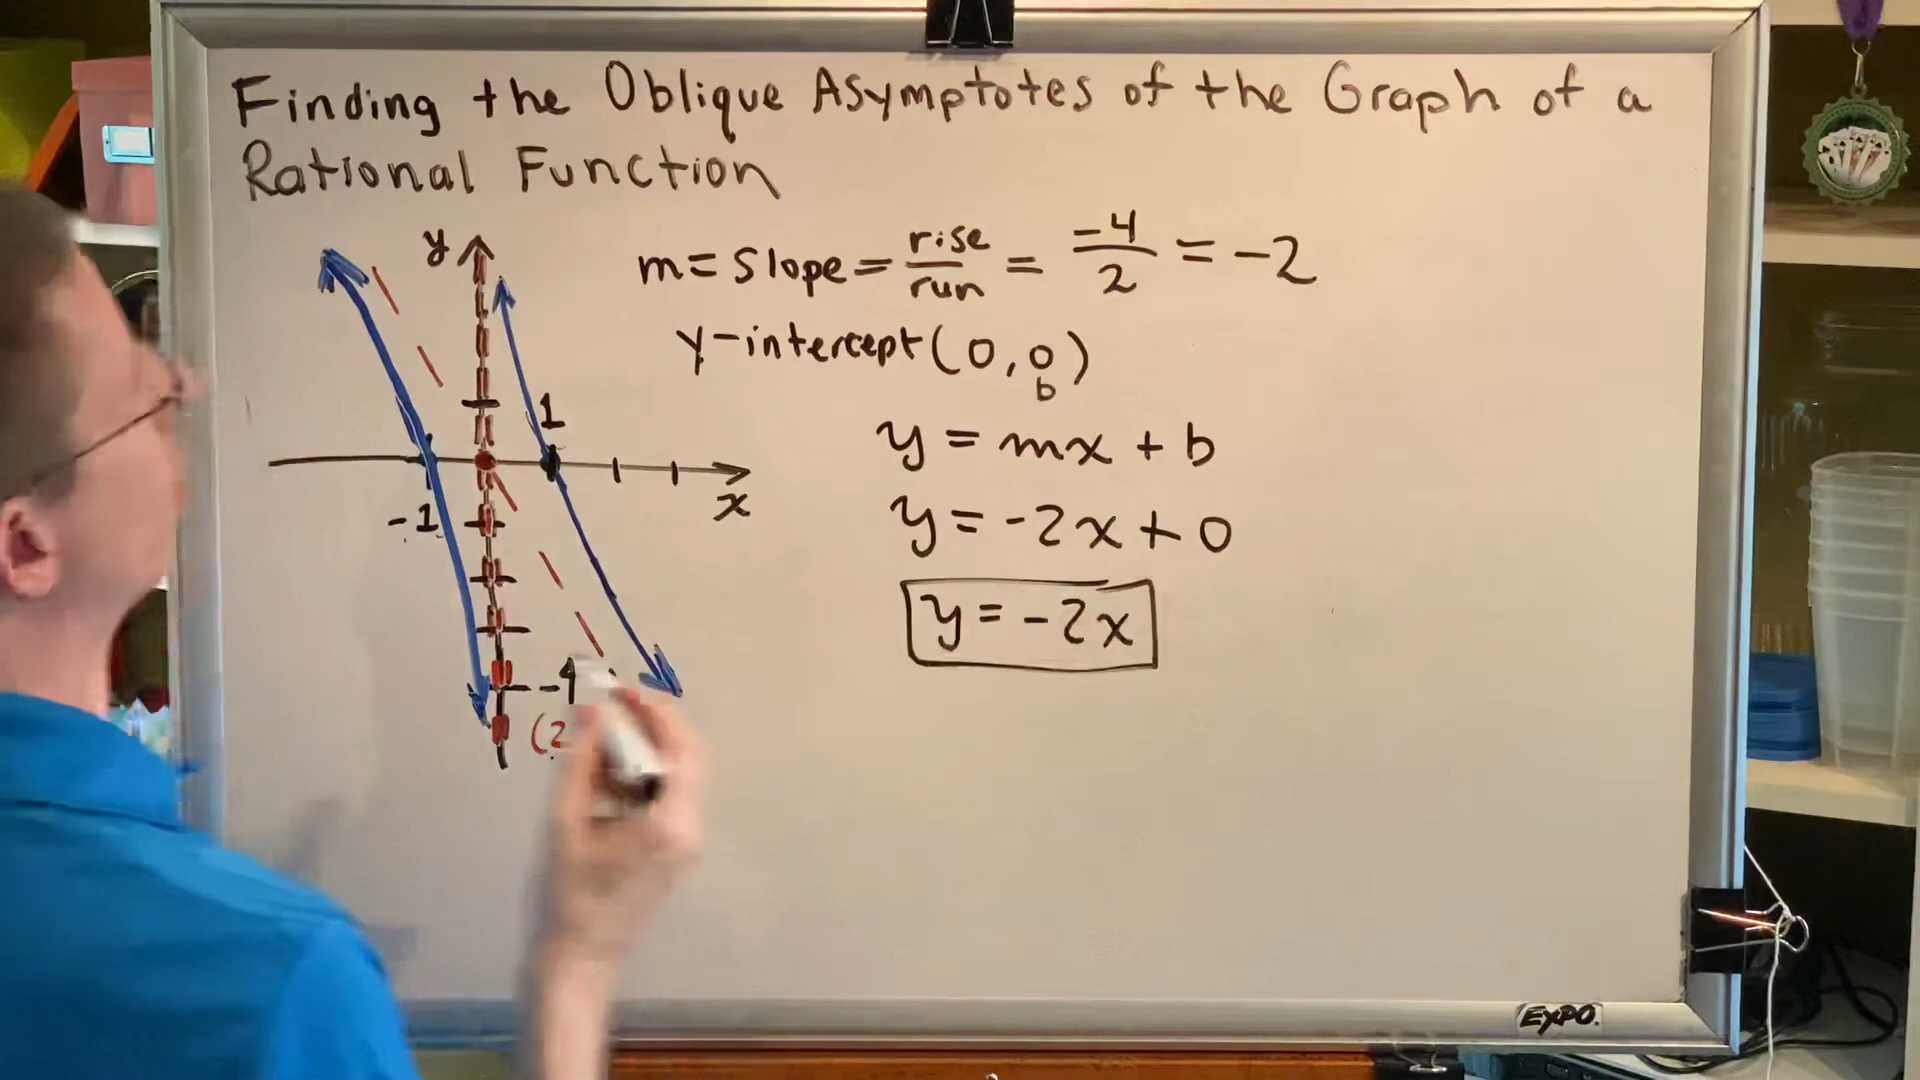 Finding the Oblique Asymptotes of the Graph of a
Rational Function
y
m = slope = rise/run = -4/2 = -2
y-intercept (0, 0)
b
1
y = mx + b
x
-1
y = -2x + 0
y = -2x
-4
(2
EXPO.